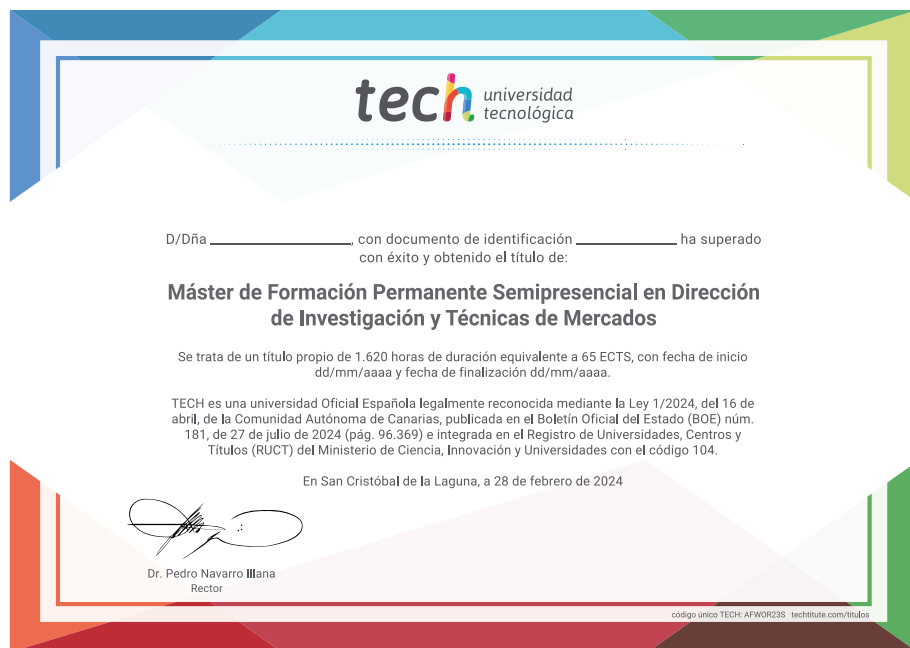 tech universidad
tecnológica
D/Dña ____________________, con documento de identificación ______________ ha superado
con éxito y obtenido el título de:
Máster de Formación Permanente Semipresencial en Dirección
de Investigación y Técnicas de Mercados
Se trata de un título propio de 1.620 horas de duración equivalente a 65 ECTS, con fecha de inicio
dd/mm/aaaa y fecha de finalización dd/mm/aaaa.
TECH es una universidad Oficial Española legalmente reconocida mediante la Ley 1/2024, del 16 de
abril, de la Comunidad Autónoma de Canarias, publicada en el Boletín Oficial del Estado (BOE) núm.
181, de 27 de julio de 2024 (pág. 96.369) e integrada en el Registro de Universidades, Centros y
Títulos (RUCT) del Ministerio de Ciencia, Innovación y Universidades con el código 104.
En San Cristóbal de la Laguna, a 28 de febrero de 2024
Dr. Pedro Navarro Illana
Rector
código único TECH: AFWOR23S techtitute.com/titulos